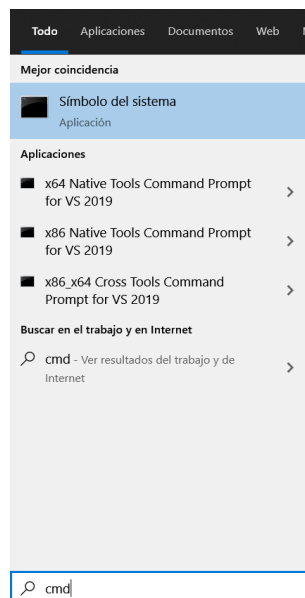 Todo Aplicaciones Documentos Web
Mejor coincidencia
Símbolo del sistema
Aplicación
Aplicaciones
x64 Native Tools Command Prompt
for VS 2019
x86 Native Tools Command Prompt
for VS 2019
x86_x64 Cross Tools Command
Prompt for VS 2019
Buscar en el trabajo y en Internet
cmd - Ver resultados del trabajo y de
Internet
cmd